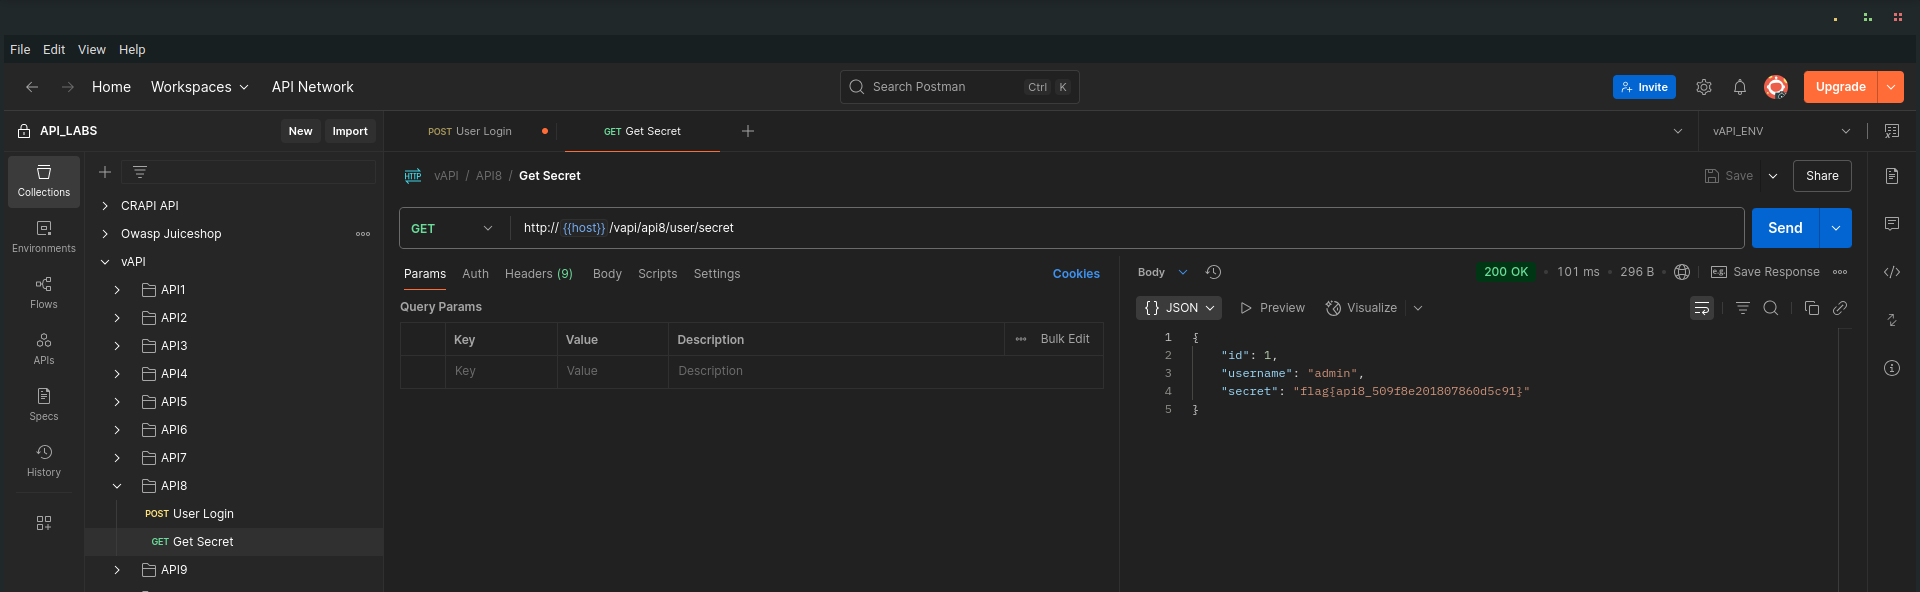 File Edit View Help
Home Workspaces API Network Search Postman Ctrl K Invite Upgrade
API_LABS New Import POST User Login GET Get Secret vAPI_ENV
Collections
Environments
Flows
APIs
Specs
History
CRAPI API
Owasp Juiceshop
vAPI
API1
API2
API3
API4
API5
API6
API7
API8
POST User Login
GET Get Secret
API9
HTTP vAPI / API8 / Get Secret Save Share
GET http://{{host}}/vapi/api8/user/secret Send
Params Auth Headers (9) Body Scripts Settings Cookies
Query Params
Key Value Description Bulk Edit
Key Value Description
Body 200 OK 101 ms 296 B e.g. Save Response
{} JSON Preview Visualize
1 {
2 "id": 1,
3 "username": "admin",
4 "secret": "flag{api8_509f8e201807860d5c91}"
5 }